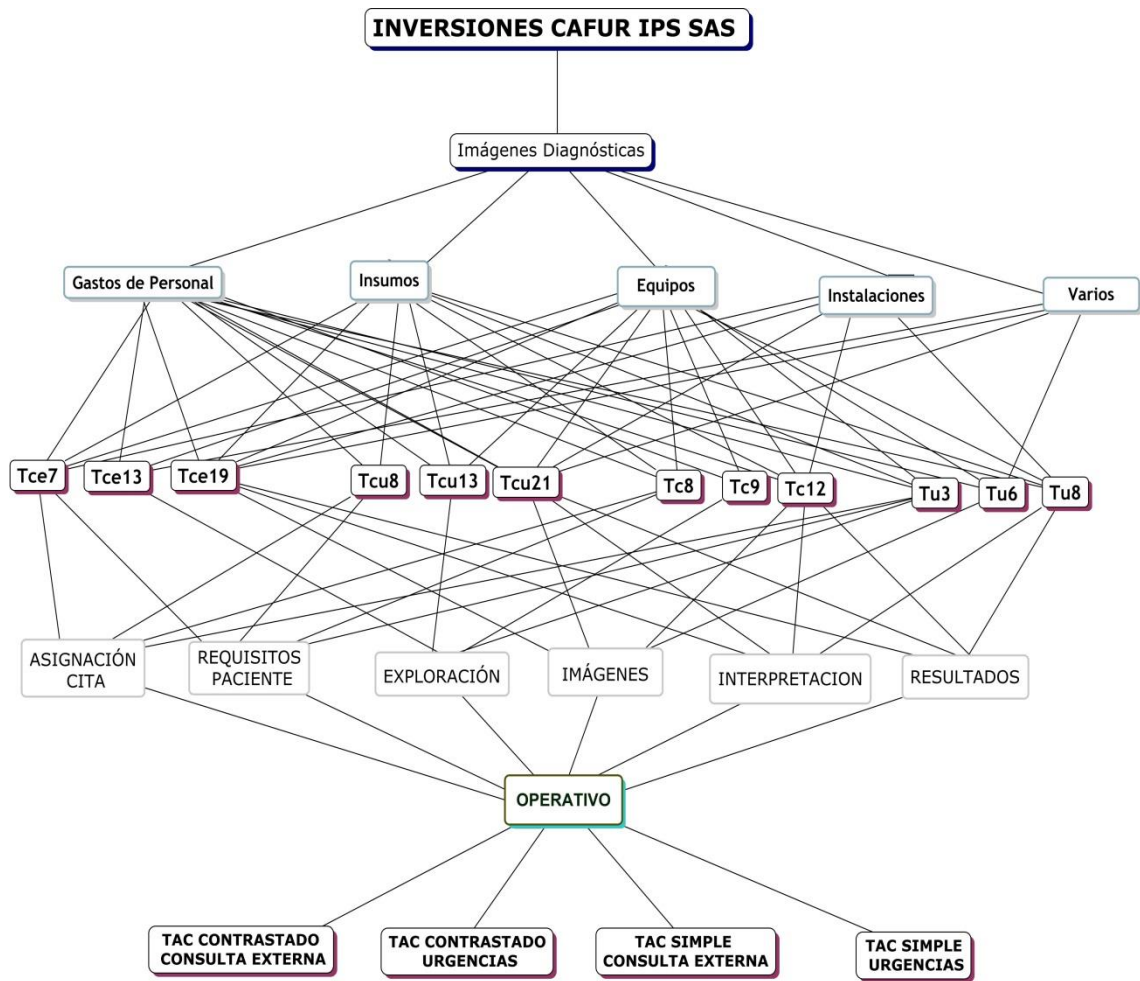 INVERSIONES CAFUR IPS SAS
Imágenes Diagnósticas
Gastos de Personal
Insumos
Equipos
Instalaciones
Varios
Tce7
Tce13
Tce19
Tcu8
Tcu13
Tcu21
Tc8
Tc9
Tc12
Tu3
Tu6
Tu8
ASIGNACIÓN
CITA
REQUISITOS
PACIENTE
EXPLORACIÓN
IMÁGENES
INTERPRETACION
RESULTADOS
OPERATIVO
TAC CONTRASTADO
CONSULTA EXTERNA
TAC CONTRASTADO
URGENCIAS
TAC SIMPLE
CONSULTA EXTERNA
TAC SIMPLE
URGENCIAS